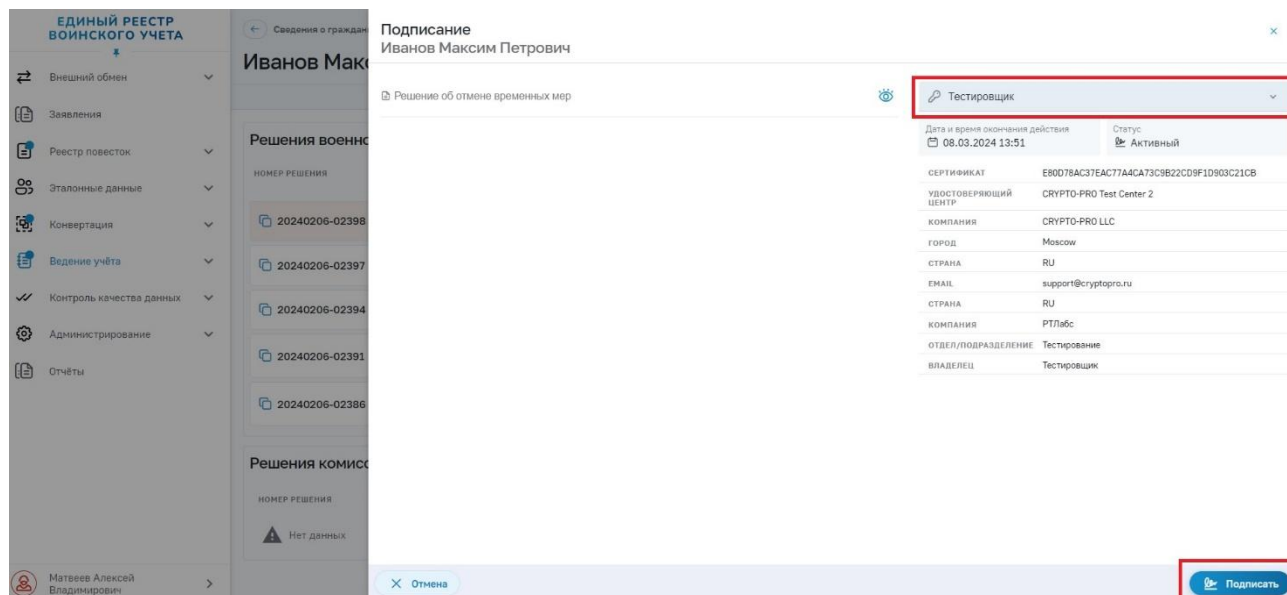 ЕДИНЫЙ РЕЕСТР
ВОИНСКОГО УЧЕТА
Внешний обмен
Заявления
Реестр повесток
Эталонные данные
Конвертация
Ведение учёта
Контроль качества данных
Администрирование
Отчёты
Матвеев Алексей
Владимирович
Сведения о граждан
Иванов Мак
Решения военно
НОМЕР РЕШЕНИЯ
20240206-02398
20240206-02397
20240206-02394
20240206-02391
20240206-02386
Решения комисс
НОМЕР РЕШЕНИЯ
Нет данных
Подписание
Иванов Максим Петрович
Решение об отмене временных мер
Тестировщик
Дата и время окончания действия Статус
08.03.2024 13:51 Активный
СЕРТИФИКАТ E80D78AC37EAC77A4CA73C9B22CD9F1D903C21CB
УДОСТОВЕРЯЮЩИЙ ЦЕНТР CRYPTO-PRO Test Center 2
КОМПАНИЯ CRYPTO-PRO LLC
ГОРОД Moscow
СТРАНА RU
EMAIL support@cryptopro.ru
СТРАНА RU
КОМПАНИЯ РТЛабс
ОТДЕЛ/ПОДРАЗДЕЛЕНИЕ Тестирование
ВЛАДЕЛЕЦ Тестировщик
Отмена
Подписать